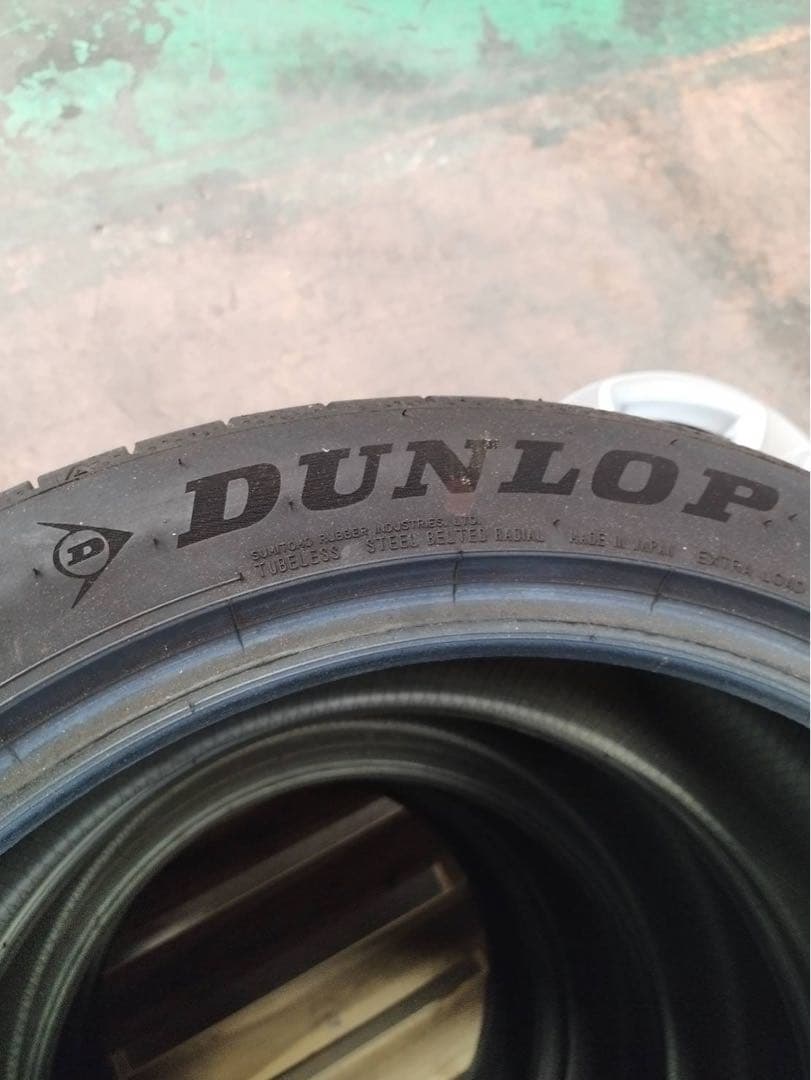 D DUNLOP
SUMITOMO RUBBER INDUSTRIES, LTD.
TUBELESS STEEL BELTED RADIAL MADE IN JAPAN EXTRA LOAD